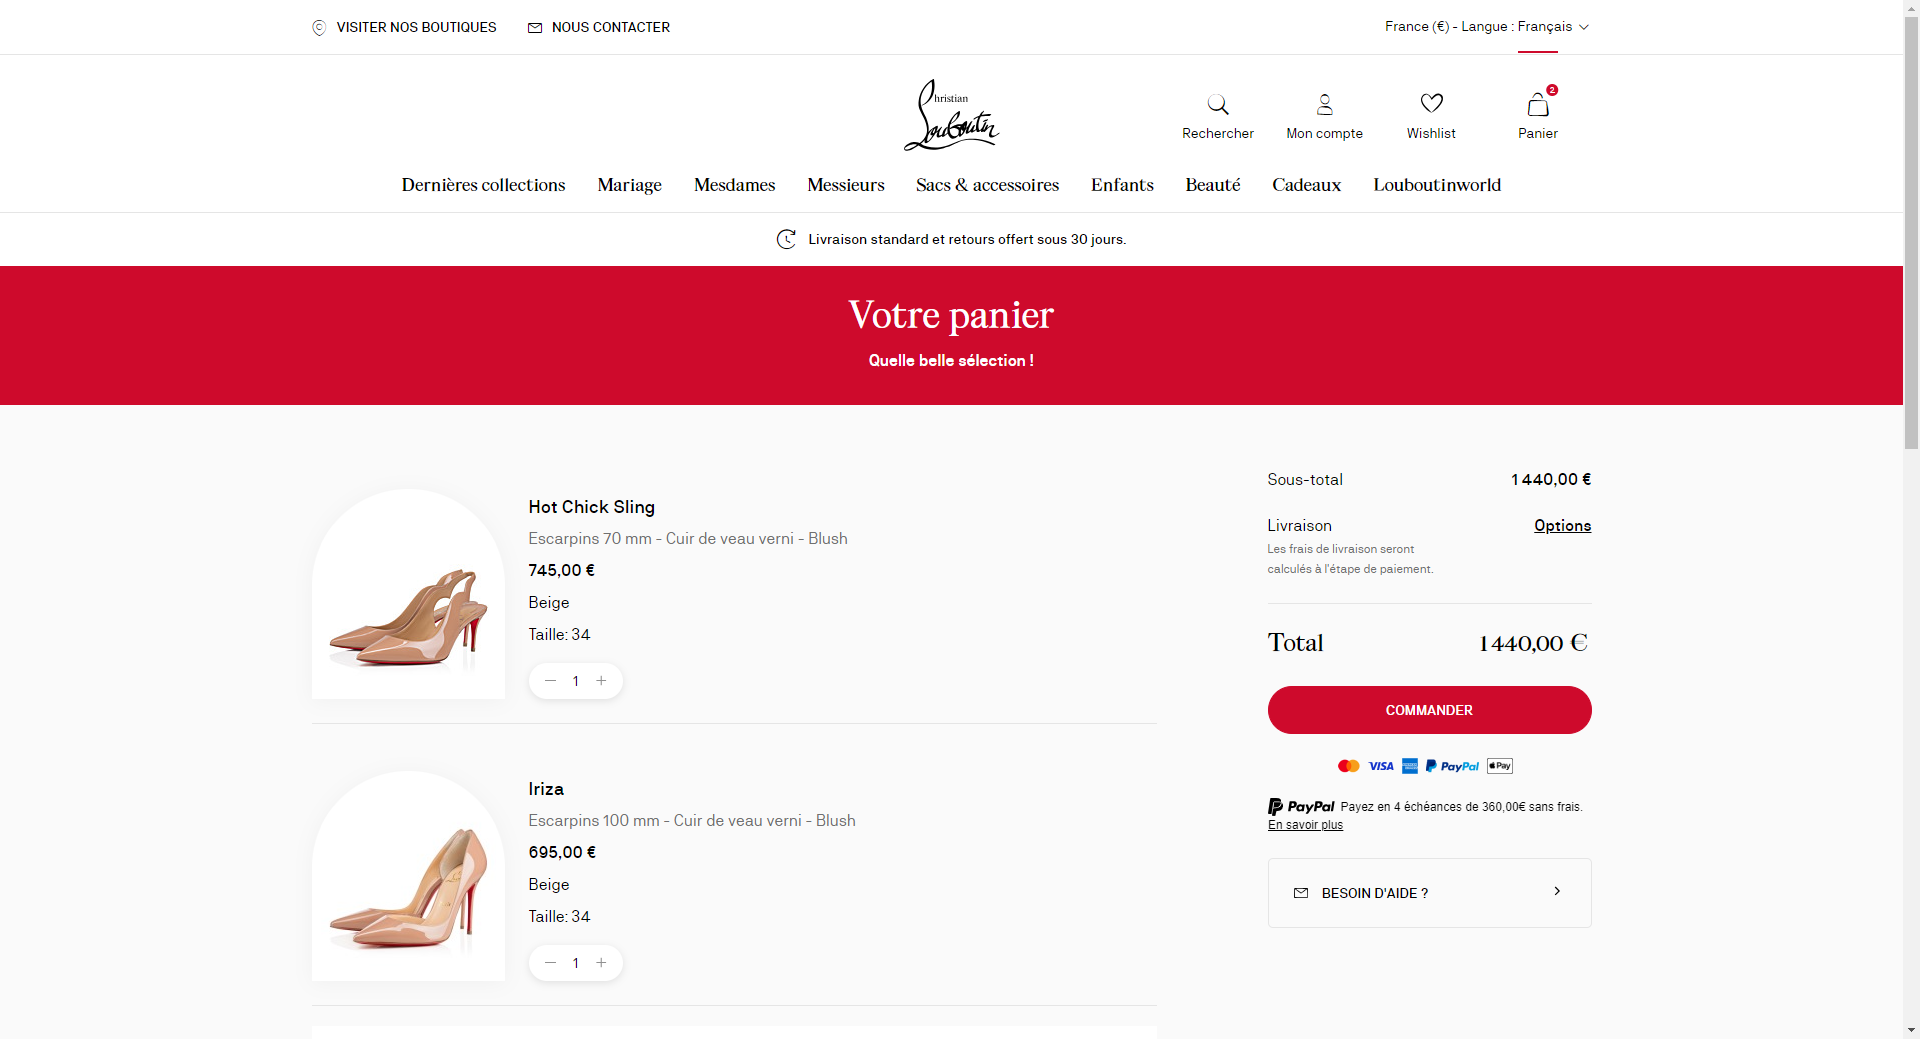 VISITER NOS BOUTIQUES
NOUS CONTACTER
France (€) - Langue : Français
Christian
Louboutin
Rechercher
Mon compte
Wishlist
2
Panier
Dernières collections
Mariage
Mesdames
Messieurs
Sacs & accessoires
Enfants
Beauté
Cadeaux
Louboutinworld
Livraison standard et retours offert sous 30 jours.
Votre panier
Quelle belle sélection !
Hot Chick Sling
Escarpins 70 mm - Cuir de veau verni - Blush
745,00 €
Beige
Taille: 34
1
Iriza
Escarpins 100 mm - Cuir de veau verni - Blush
695,00 €
Beige
Taille: 34
1
Sous-total 1 440,00 €
Livraison Options
Les frais de livraison seront
calculés à l'étape de paiement.
Total 1 440,00 €
COMMANDER
VISA
PayPal
Pay
PayPal Payez en 4 échéances de 360,00€ sans frais.
En savoir plus
BESOIN D'AIDE ?